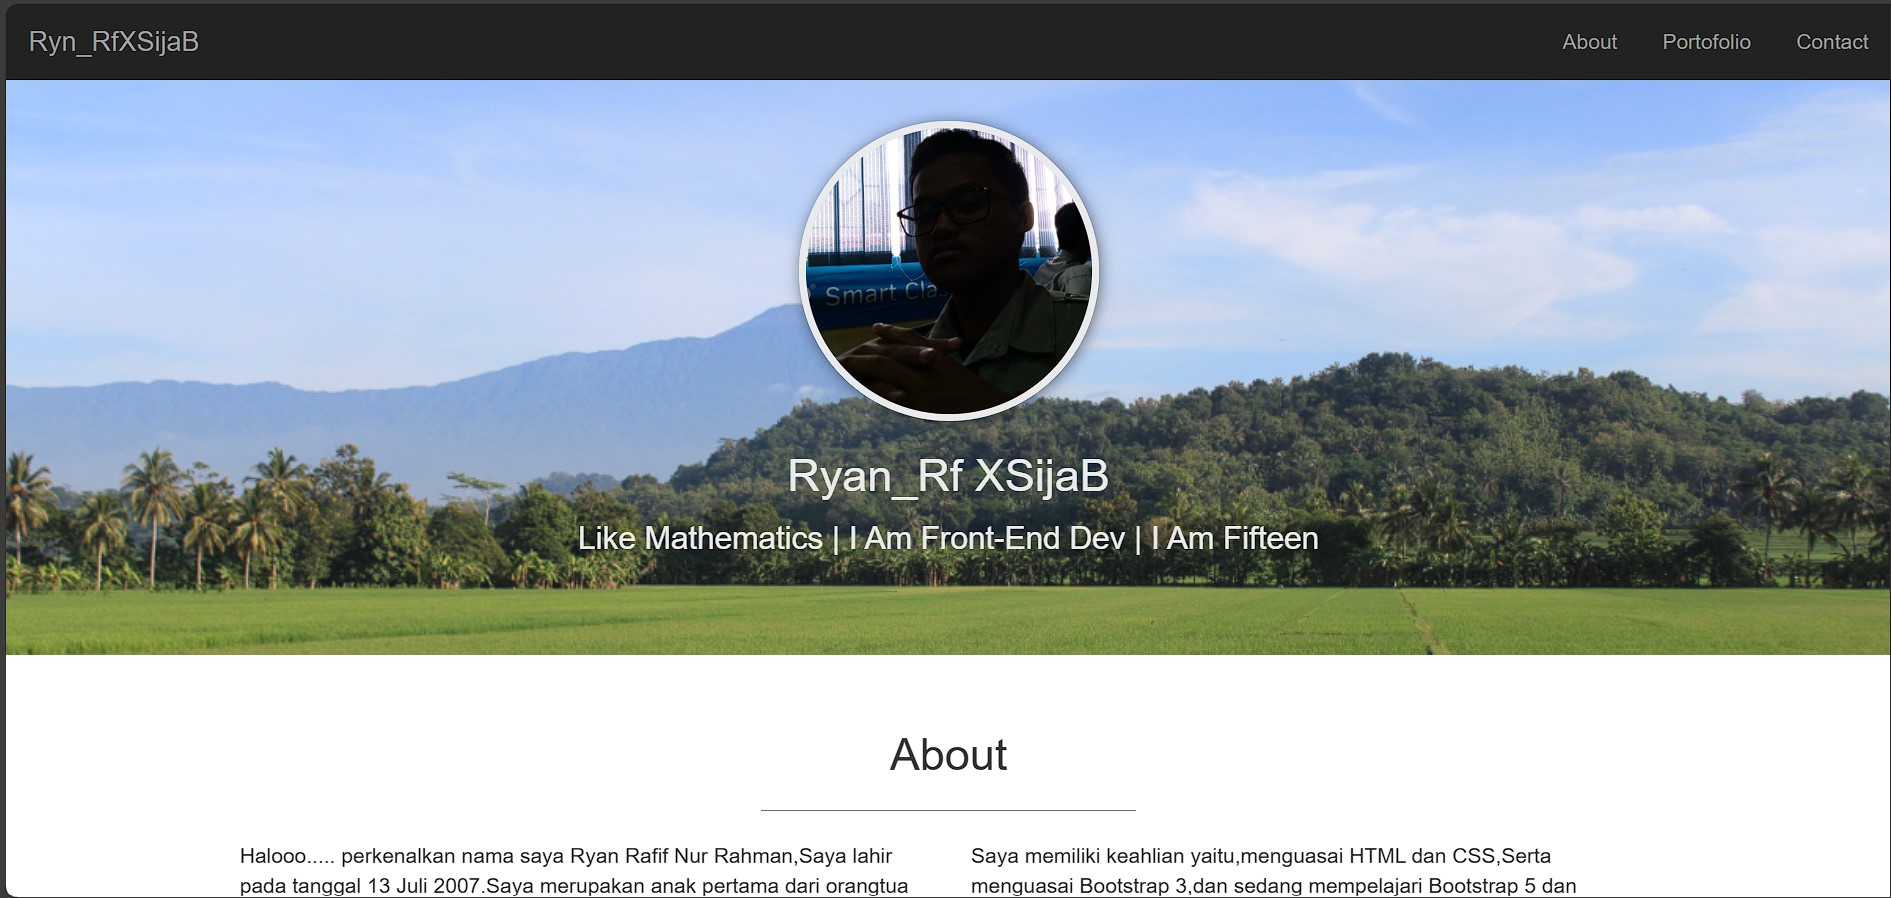 Ryn_RfXSijaB
About Portofolio Contact
Smart Clas
Ryan_Rf XSijaB
Like Mathematics | I Am Front-End Dev | I Am Fifteen
About
Halooo..... perkenalkan nama saya Ryan Rafif Nur Rahman,Saya lahir
pada tanggal 13 Juli 2007.Saya merupakan anak pertama dari orangtua
Saya memiliki keahlian yaitu,menguasai HTML dan CSS,Serta
menguasai Bootstrap 3,dan sedang mempelajari Bootstrap 5 dan